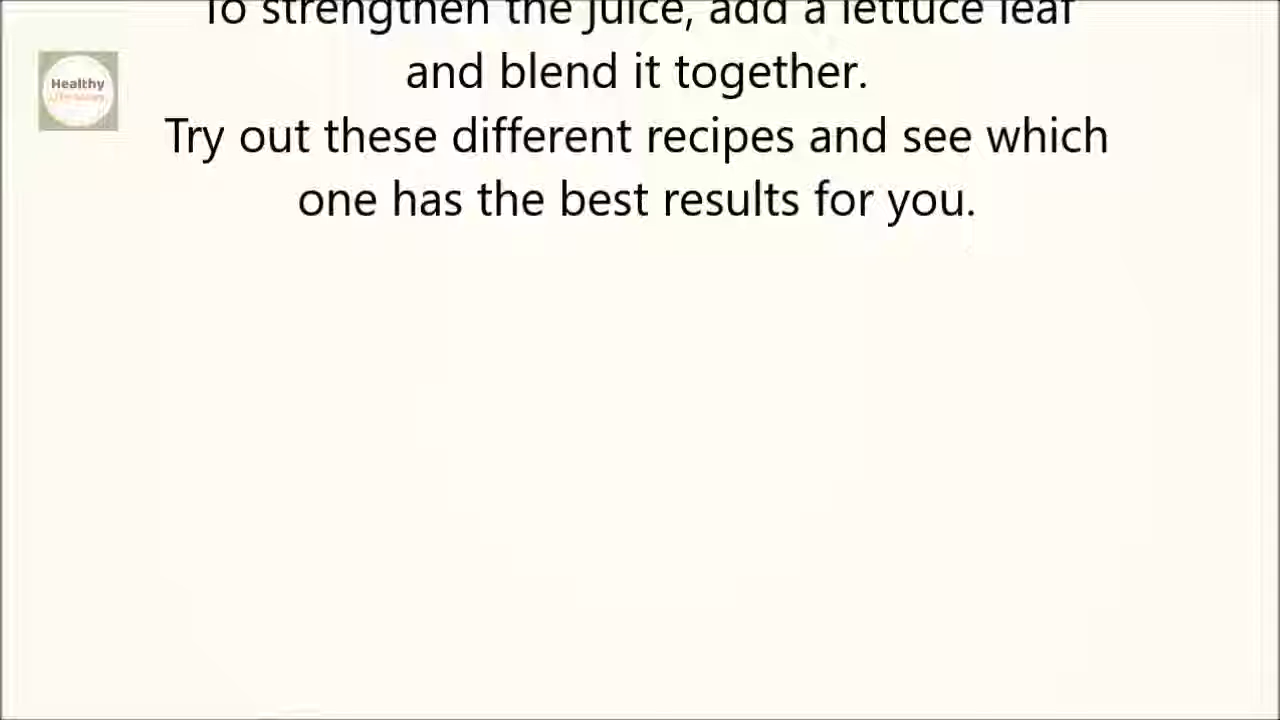 To strengthen the juice, add a lettuce leaf
and blend it together.
Try out these different recipes and see which
one has the best results for you.
Healthy